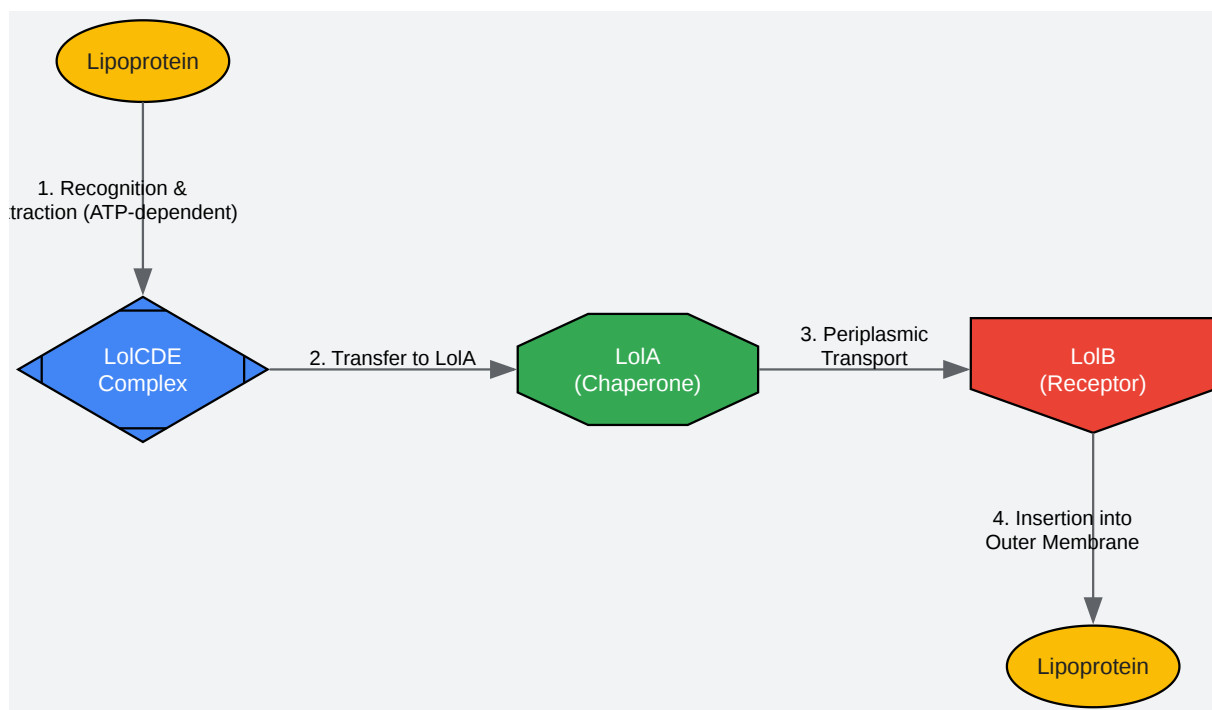 Lipoprotein
1. Recognition &
traction (ATP-dependent)
LolCDE
Complex
2. Transfer to LolA
LolA
(Chaperone)
3. Periplasmic
Transport
LolB
(Receptor)
4. Insertion into
Outer Membrane
Lipoprotein